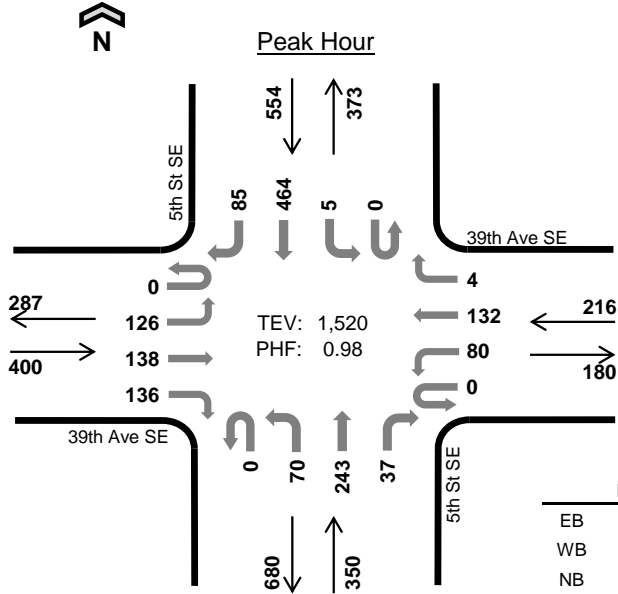 N
Peak Hour
554
373
5th St SE
85
464
5
0
39th Ave SE
0
4
287
126
TEV: 1,520
132
216
400
138
PHF: 0.98
80
180
136
0
39th Ave SE
0
70
243
37
5th St SE
EB
WB
680
350
NB